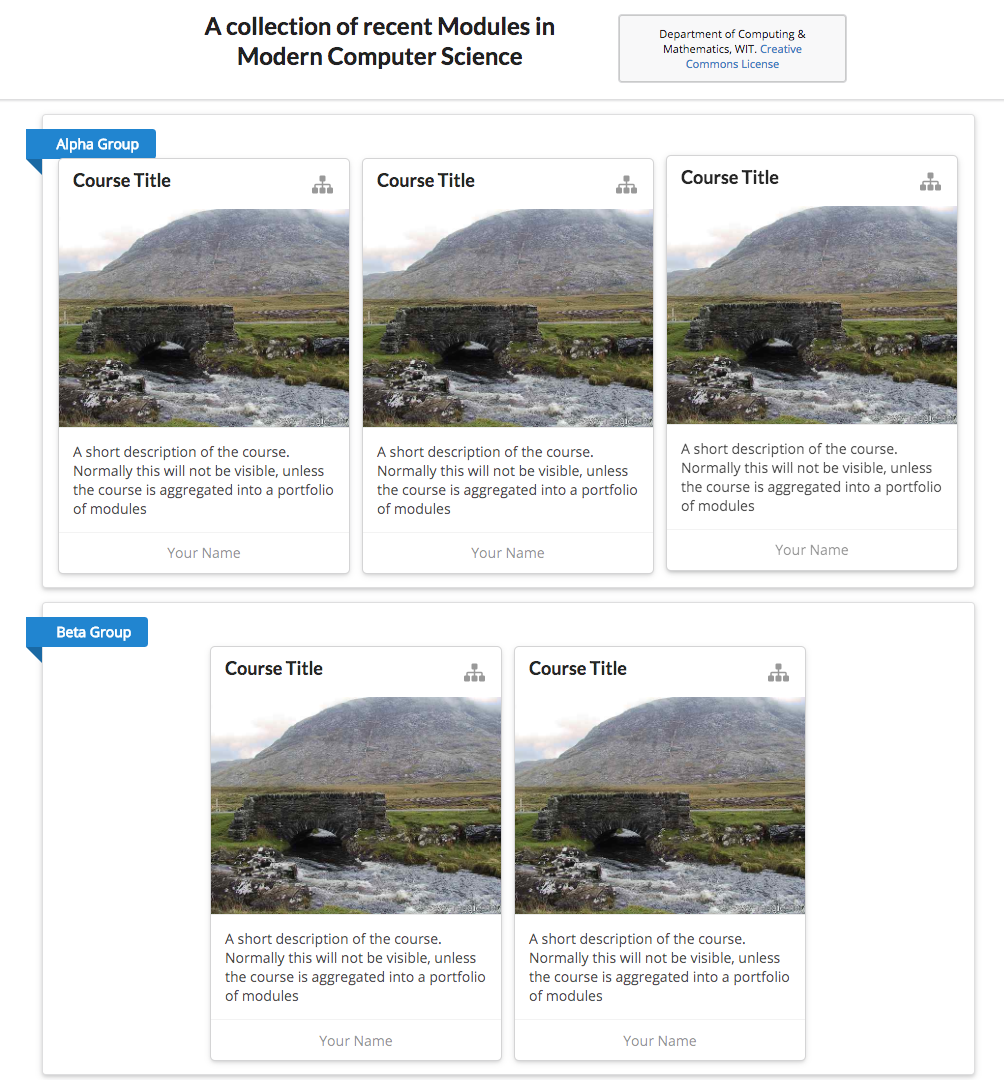 A collection of recent Modules in
Modern Computer Science
Department of Computing &
Mathematics, WIT. Creative
Commons License
Alpha Group
Course Title
A short description of the course.
Normally this will not be visible, unless
the course is aggregated into a portfolio
of modules
Your Name
Course Title
A short description of the course.
Normally this will not be visible, unless
the course is aggregated into a portfolio
of modules
Your Name
Course Title
A short description of the course.
Normally this will not be visible, unless
the course is aggregated into a portfolio
of modules
Your Name
Beta Group
Course Title
A short description of the course.
Normally this will not be visible, unless
the course is aggregated into a portfolio
of modules
Your Name
Course Title
A short description of the course.
Normally this will not be visible, unless
the course is aggregated into a portfolio
of modules
Your Name